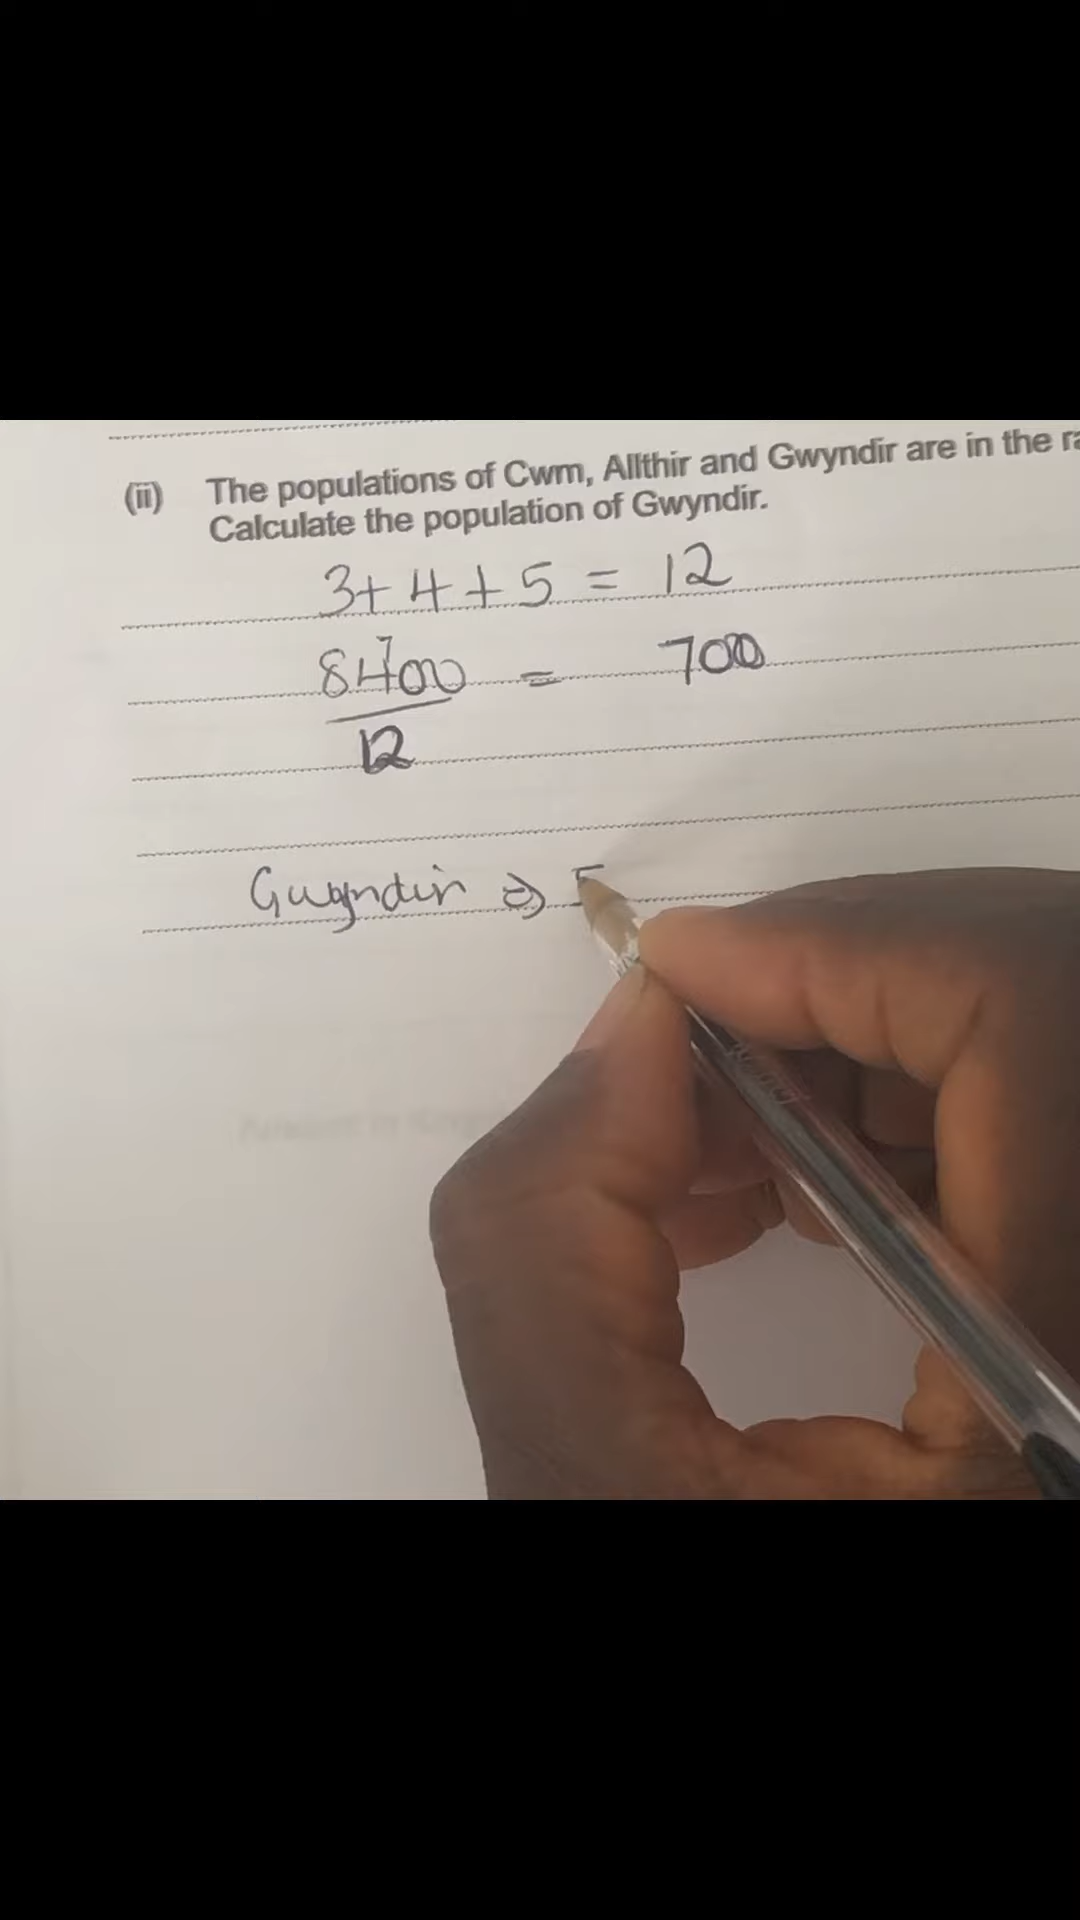 (ii) The populations of Cwm, Allthir and Gwyndir are in the ra
Calculate the population of Gwyndir.
3 + 4 + 5 = 12
8400 = 700
12
Gwyndir ⇒ 5